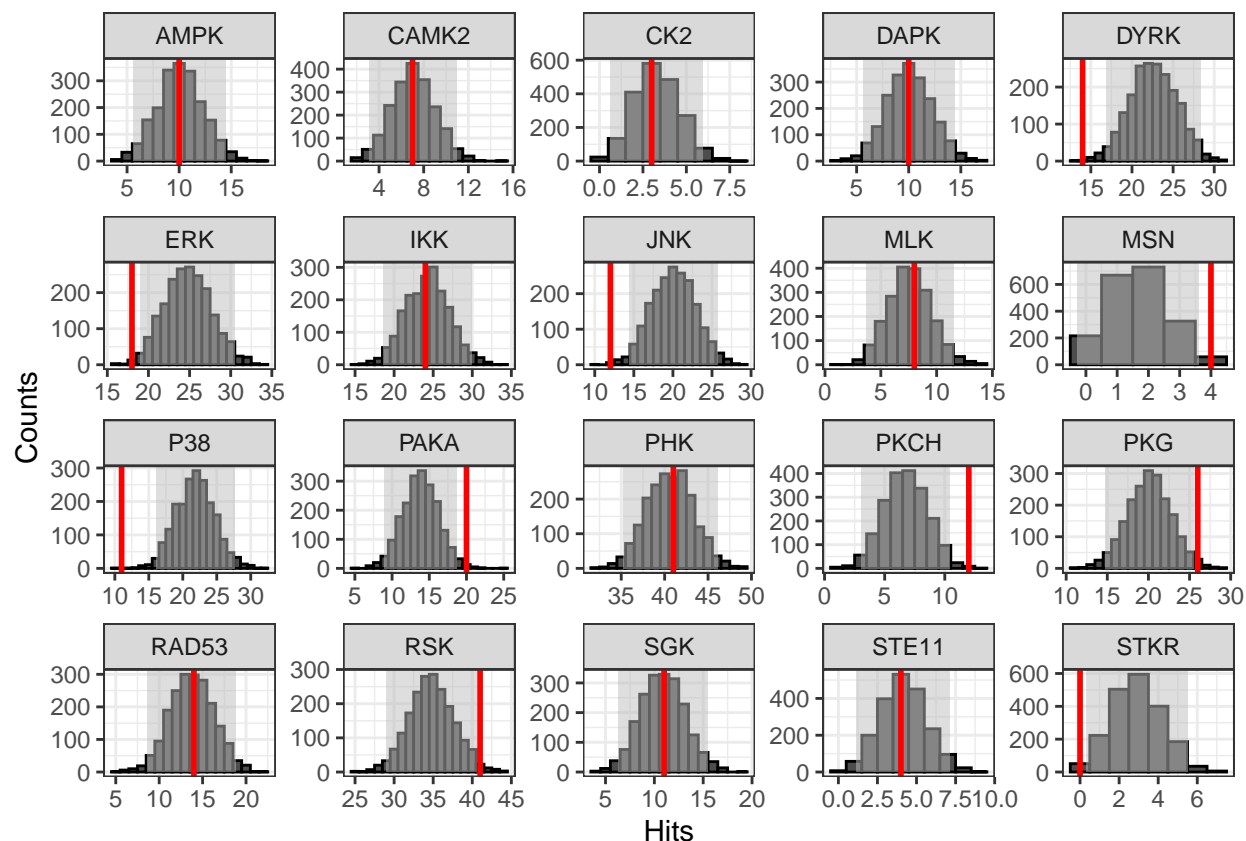 AMPK CAMK2 CK2 DAPK DYRK
300 200 100 0
400 300 200 100 0
600 400 200 0
300 200 100 0
200 100 0
5 10 15
4 8 12 16
0.0 2.5 5.0 7.5
5 10 15
15 20 25 30
ERK IKK JNK MLK MSN
200 100 0
300 200 100 0
200 100 0
400 300 200 100 0
600 400 200 0
15 20 25 30 35
15 20 25 30 35
10 15 20 25 30
0 5 10 15
0 1 2 3 4
Counts
P38 PAKA PHK PKCH PKG
300 200 100 0
300 200 100 0
200 100 0
400 300 200 100 0
300 200 100 0
10 15 20 25 30
5 10 15 20 25
35 40 45 50
0 5 10
10 15 20 25 30
RAD53 RSK SGK STE11 STKR
300 200 100 0
300 200 100 0
300 200 100 0
400 200 0
600 400 200 0
5 10 15 20
25 30 35 40 45
5 10 15 20
0.0 2.5 5.0 7.5 10.0
0 2 4 6
Hits